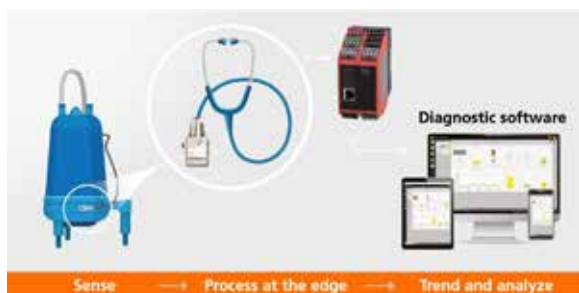 Diagnostic software
Sense → Process at the edge → Trend and analyze